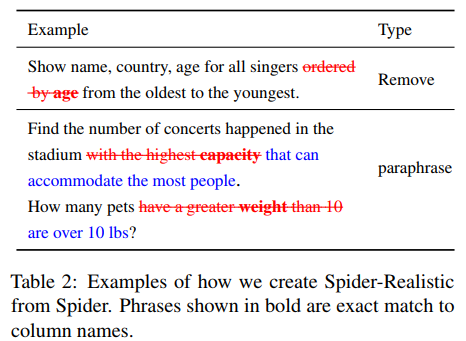 Example Type
Show name, country, age for all singers ordered
by age from the oldest to the youngest.
Remove
Find the number of concerts happened in the
stadium with the highest capacity that can
accommodate the most people.
paraphrase
How many pets have a greater weight than 10
are over 10 lbs?
Table 2: Examples of how we create Spider-Realistic
from Spider. Phrases shown in bold are exact match to
column names.